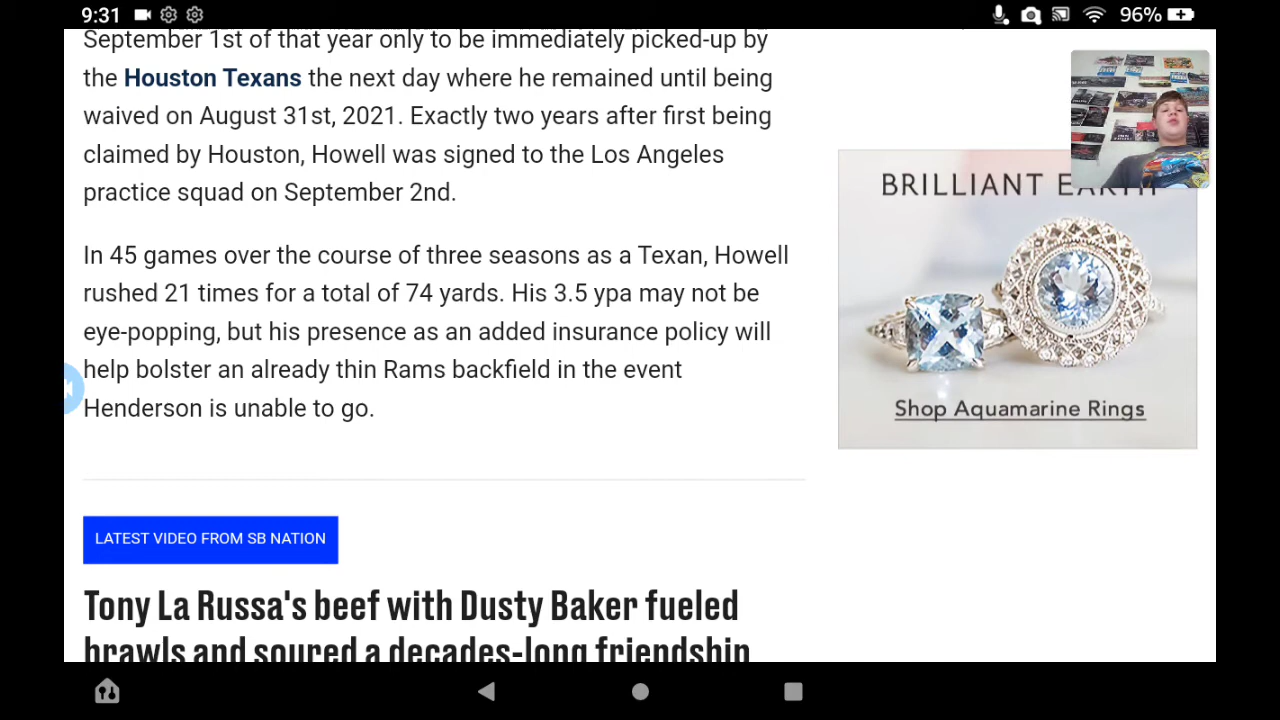 9:31
96%
September 1st of that year only to be immediately picked-up by
the Houston Texans the next day where he remained until being
waived on August 31st, 2021. Exactly two years after first being
claimed by Houston, Howell was signed to the Los Angeles
practice squad on September 2nd.
In 45 games over the course of three seasons as a Texan, Howell
rushed 21 times for a total of 74 yards. His 3.5 ypa may not be
eye-popping, but his presence as an added insurance policy will
help bolster an already thin Rams backfield in the event
Henderson is unable to go.
BRILLIANT EARTH
Shop Aquamarine Rings
LATEST VIDEO FROM SB NATION
Tony La Russa's beef with Dusty Baker fueled
brawls and soured a decades-long friendship